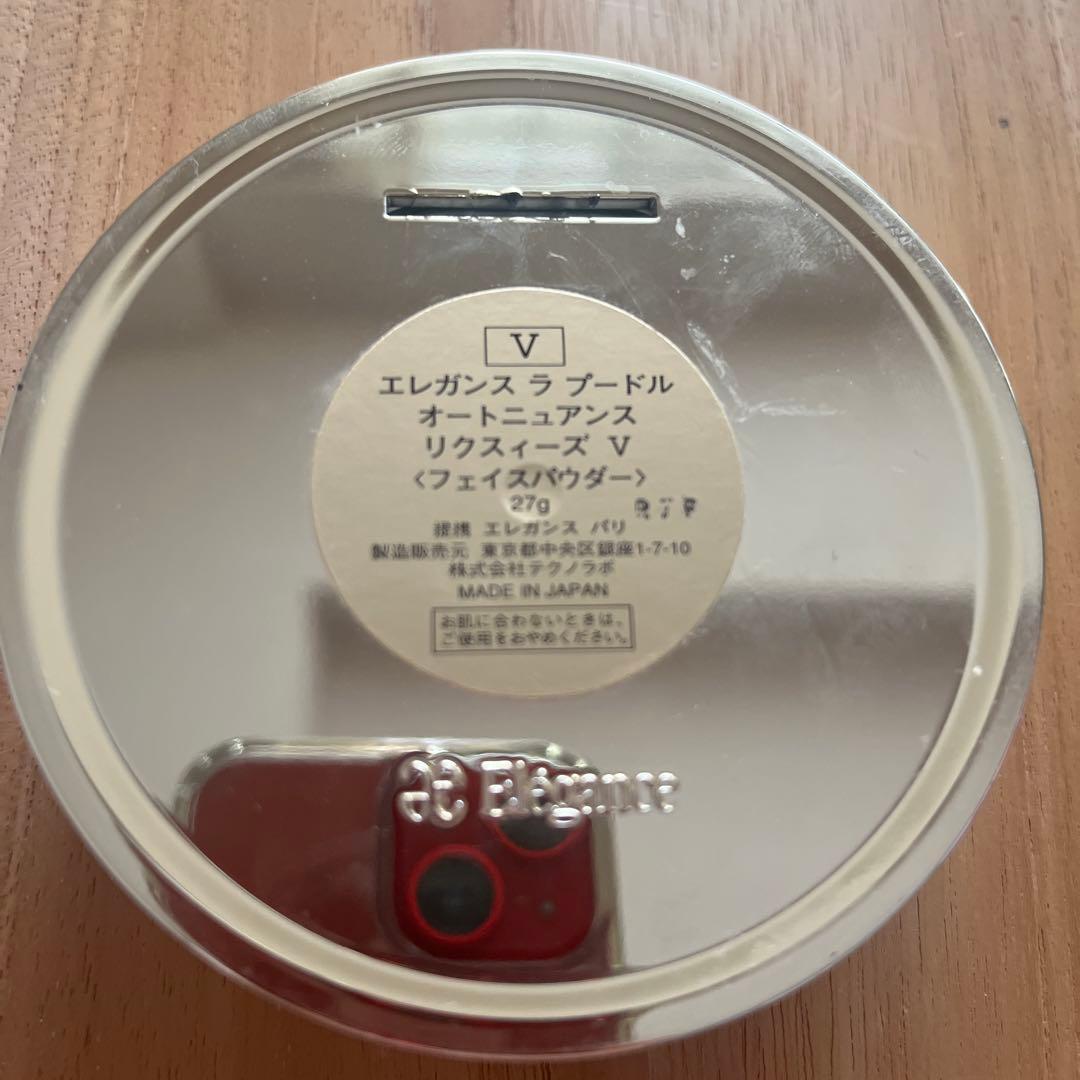 V
エレガンス ラ プードル
オートニュアンス
リクスィーズ V
〈フェイスパウダー〉
27g
提携 エレガンス パリ
製造販売元 東京都中央区銀座1-7-10
株式会社テクノラボ
MADE IN JAPAN
お肌に合わないときは、
ご使用をおやめください。
Elégance